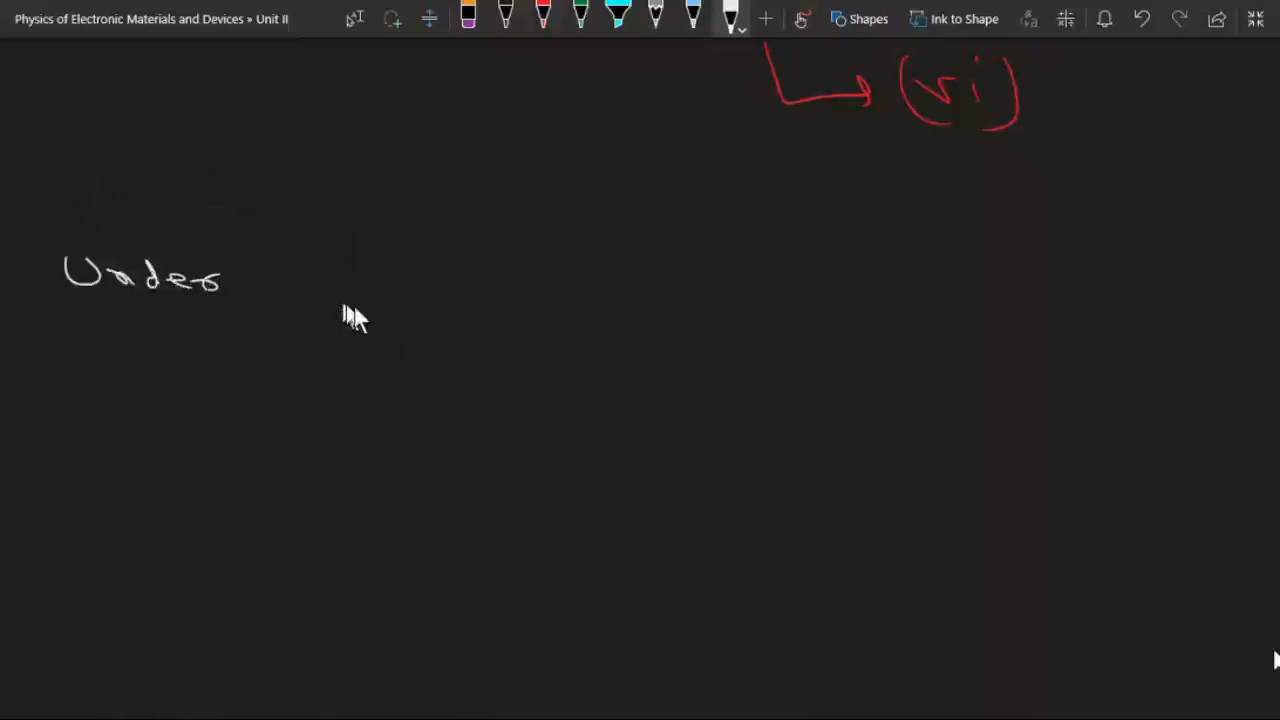 Physics of Electronic Materials and Devices » Unit II
Shapes
Ink to Shape
(vi)
Under